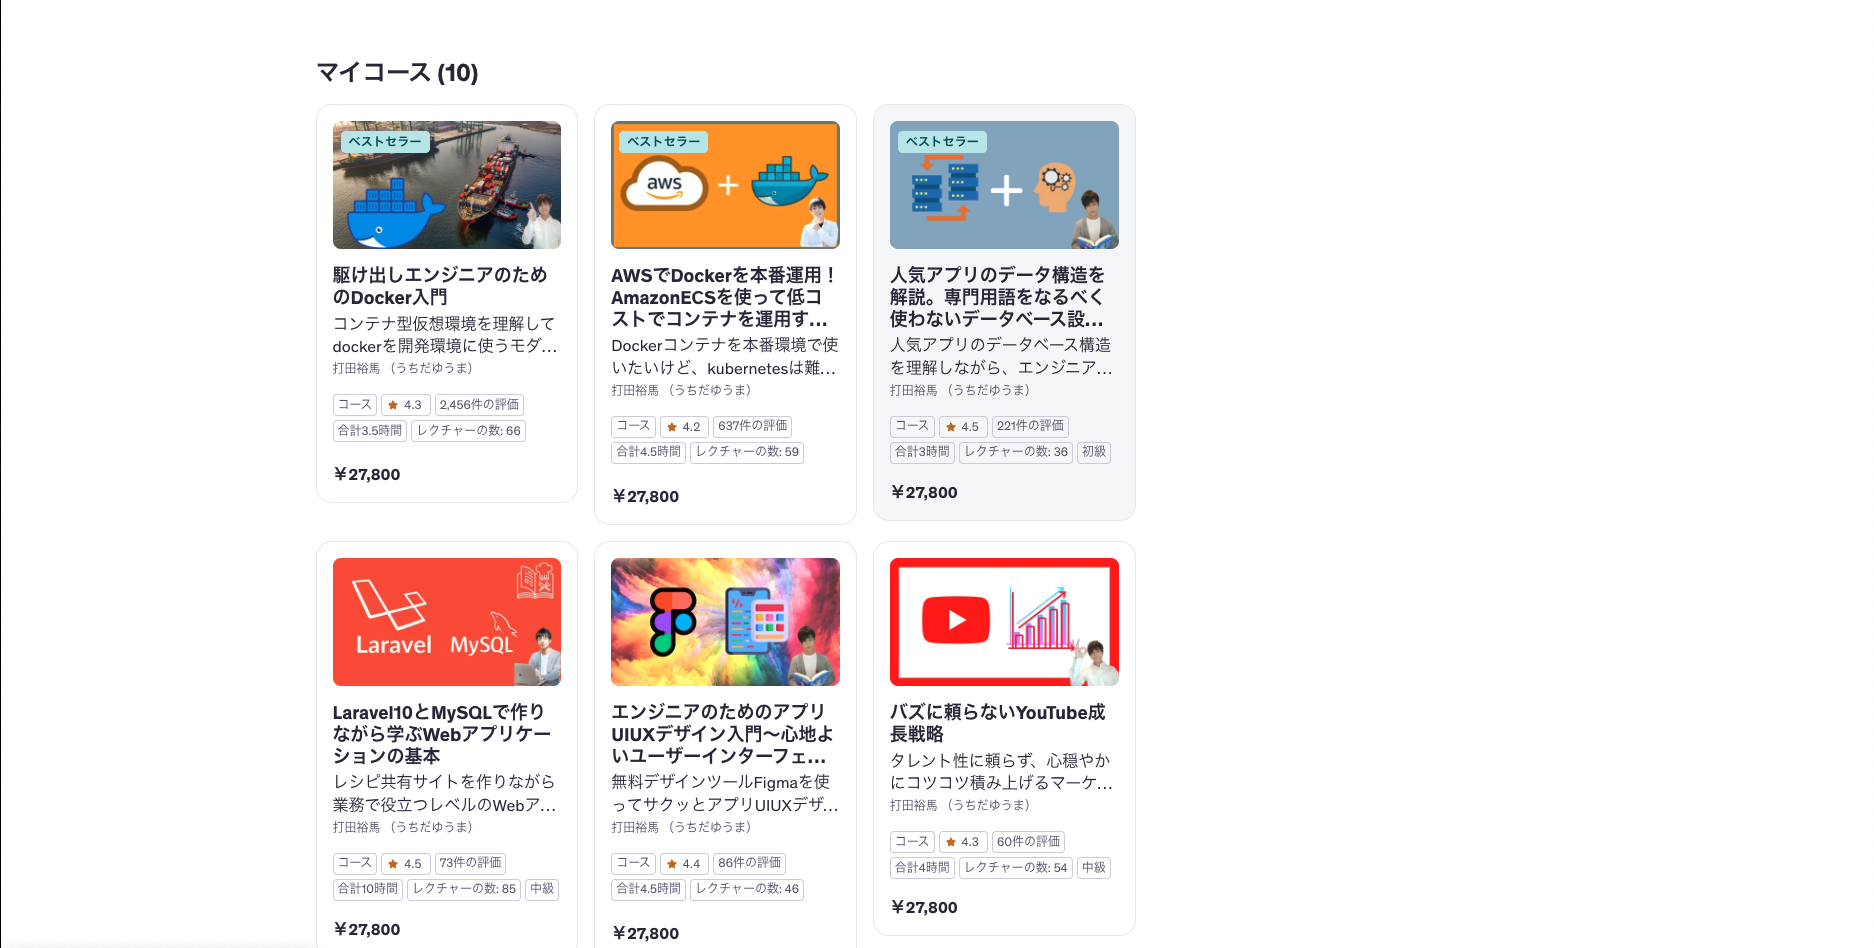 マイコース (10)
ベストセラー
駆け出しエンジニアのため
のDocker入門
コンテナ型仮想環境を理解して
dockerを開発環境に使うモダ…
打田裕馬 （うちだゆうま）
コース
4.3
2,456件の評価
合計3.5時間
レクチャーの数: 66
￥27,800
ベストセラー
aws
AWSでDockerを本番運用！
AmazonECSを使って低コ
ストでコンテナを運用す…
Dockerコンテナを本番環境で使
いたいけど、kubernetesは難…
打田裕馬 （うちだゆうま）
コース
4.2
637件の評価
合計4.5時間
レクチャーの数: 59
￥27,800
ベストセラー
人気アプリのデータ構造を
解説。専門用語をなるべく
使わないデータベース設…
人気アプリのデータベース構造
を理解しながら、エンジニア…
打田裕馬 （うちだゆうま）
コース
4.5
221件の評価
合計3時間
レクチャーの数: 36
初級
￥27,800
Laravel
MySQL
Laravel10とMySQLで作り
ながら学ぶWebアプリケー
ションの基本
レシピ共有サイトを作りながら
業務で役立つレベルのWebア…
打田裕馬 （うちだゆうま）
コース
4.5
73件の評価
合計10時間
レクチャーの数: 85
中級
￥27,800
エンジニアのためのアプリ
UIUXデザイン入門〜心地よ
いユーザーインターフェ…
無料デザインツールFigmaを使
ってサクッとアプリUIUXデザ…
打田裕馬 （うちだゆうま）
コース
4.4
86件の評価
合計4.5時間
レクチャーの数: 46
￥27,800
バズに頼らないYouTube成
長戦略
タレント性に頼らず、心穏やか
にコツコツ積み上げるマーケ…
打田裕馬 （うちだゆうま）
コース
4.3
60件の評価
合計4時間
レクチャーの数: 54
中級
￥27,800